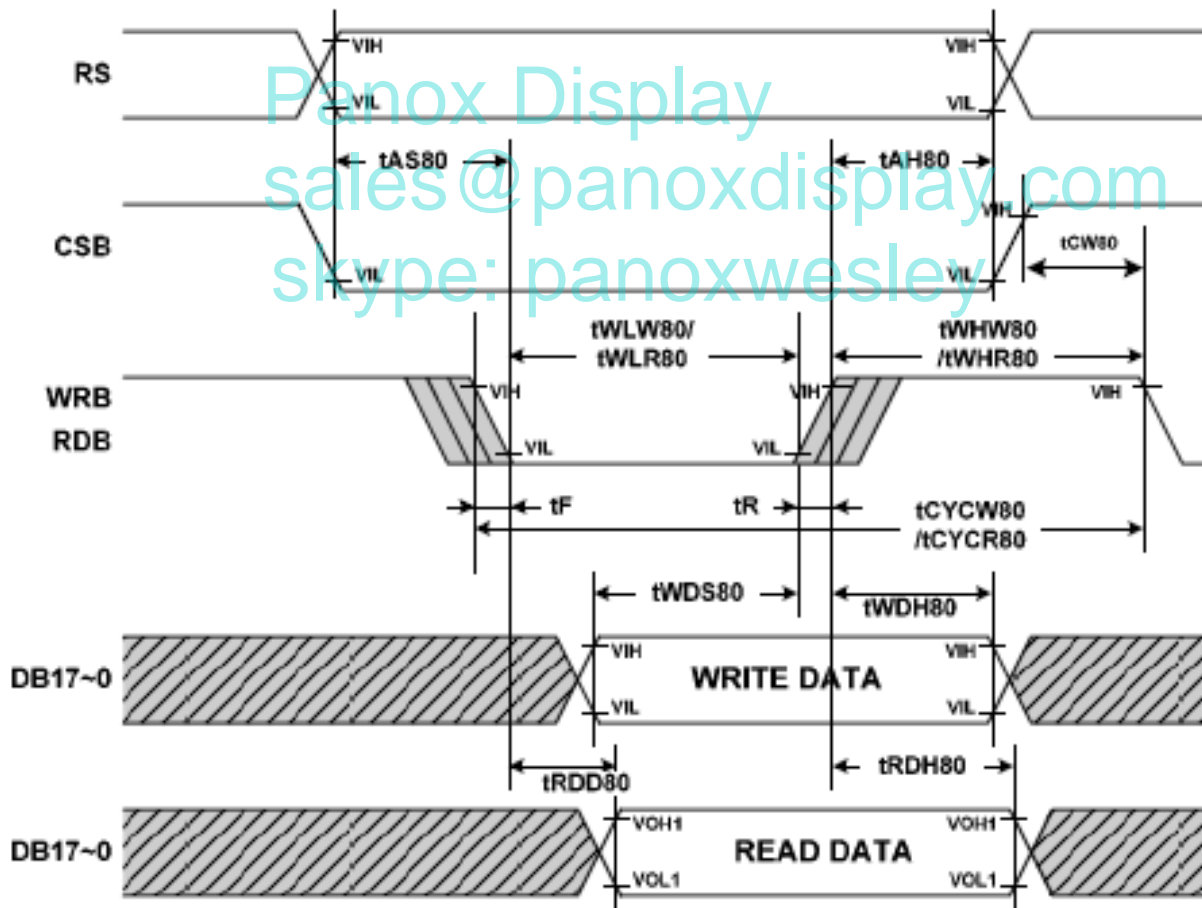 VIH VIH
RS
Panox Display
VIL VIL
tAS80 tAH80
sales@panoxdisplay.com
VIH
CSB
tCW80
VIL VIL
skype: panoxwesley
tWLW80/ tWHW80
tWLR80 /tWHR80
WRB
VIH VIH VIH
RDB
VIL VIL
tF tR tCYCW80
/tCYCR80
tWDS80
tWDH80
VIH VIH
DB17~0 WRITE DATA
VIL VIL
tRDD80 tRDH80
VOH1 VOH1
DB17~0 READ DATA
VOL1 VOL1